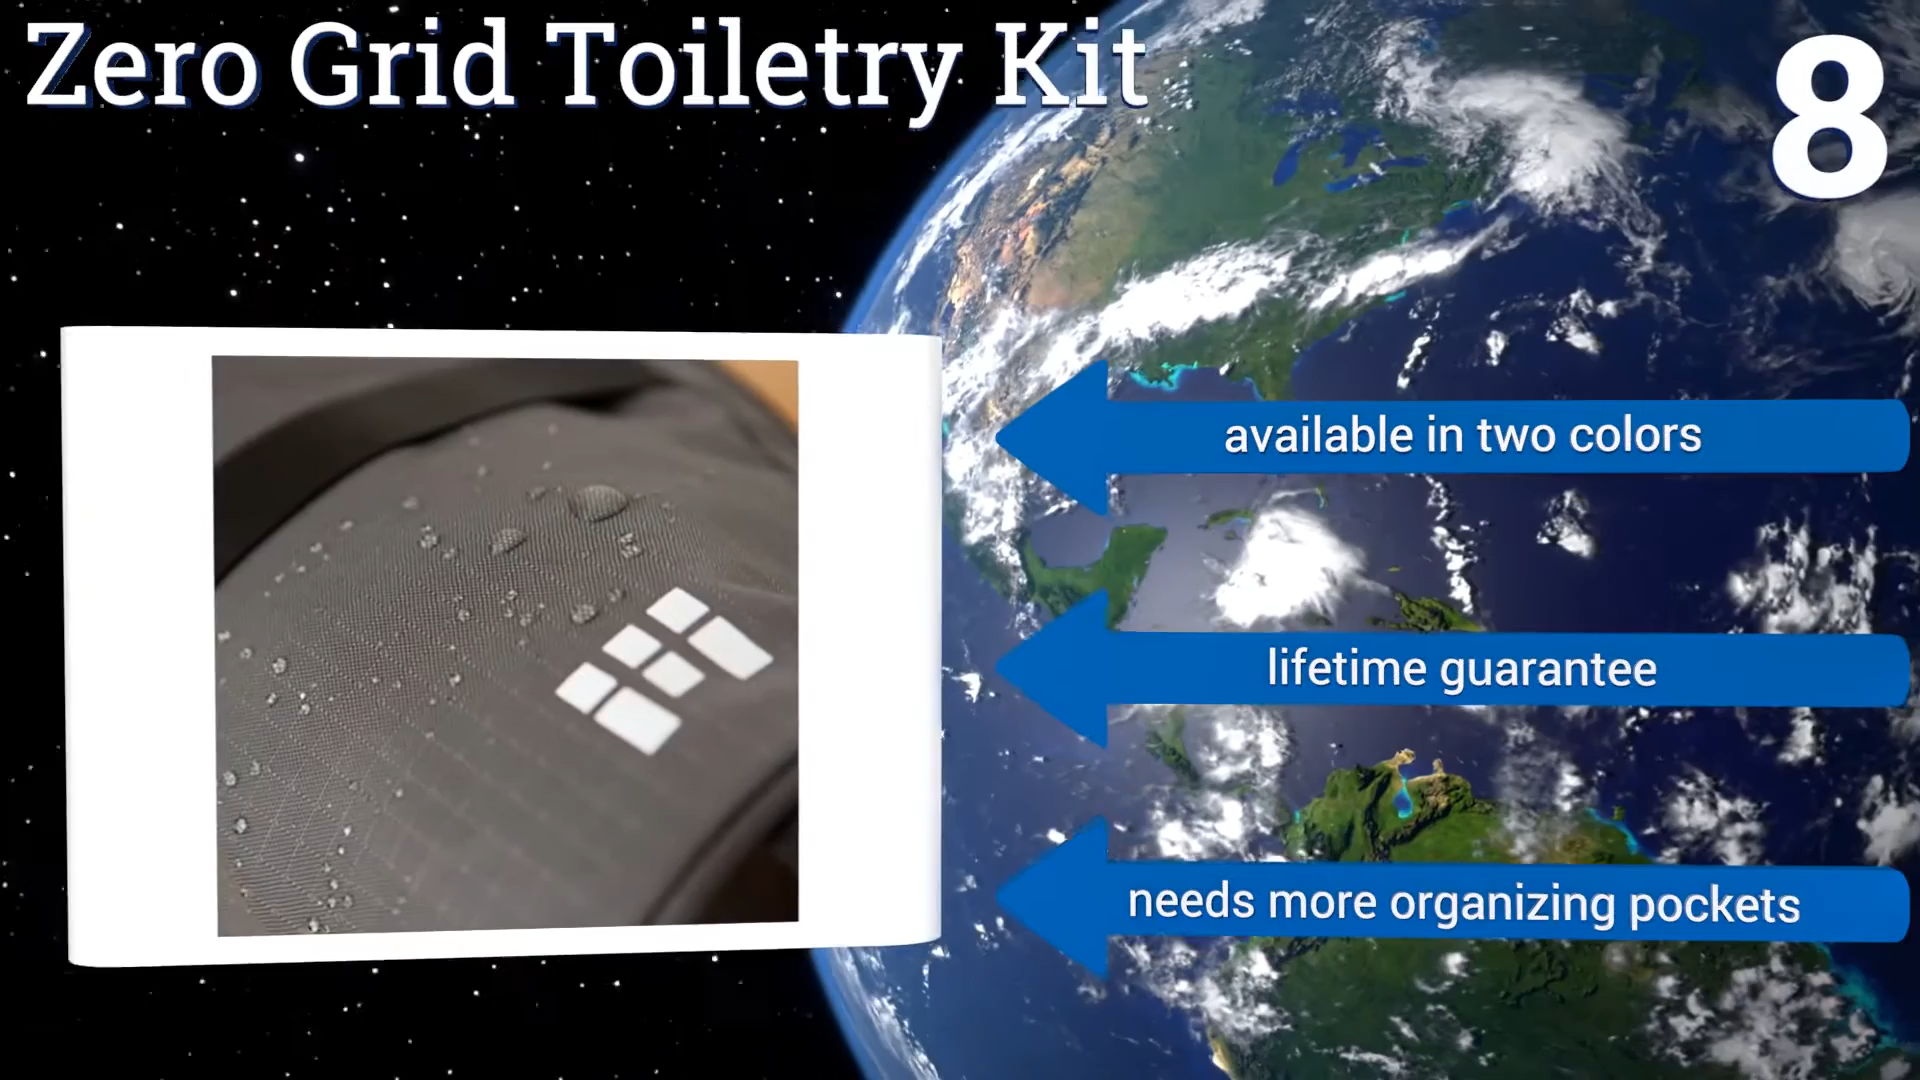 Zero Grid Toiletry Kit
8
available in two colors
lifetime guarantee
needs more organizing pockets